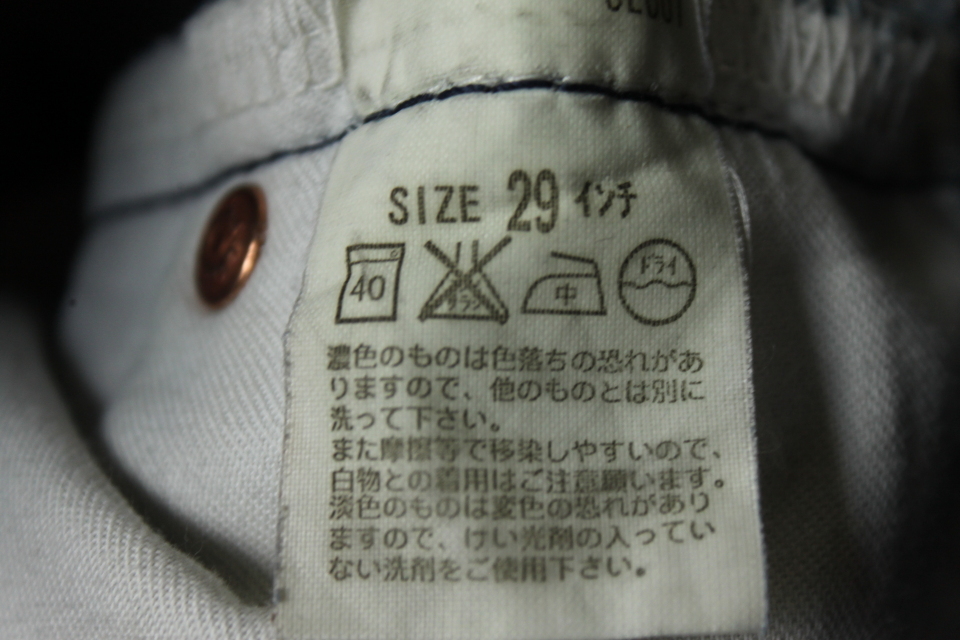 SIZE 29 インチ
40 サラシ 中 ドライ
濃色のものは色落ちの恐れがあ
りますので、他のものとは別に
洗って下さい。
また摩擦等で移染しやすいので、
白物との着用はご注意願います。
淡色のものは変色の恐れがあり
ますので、けい光剤の入ってい
ない洗剤をご使用下さい。